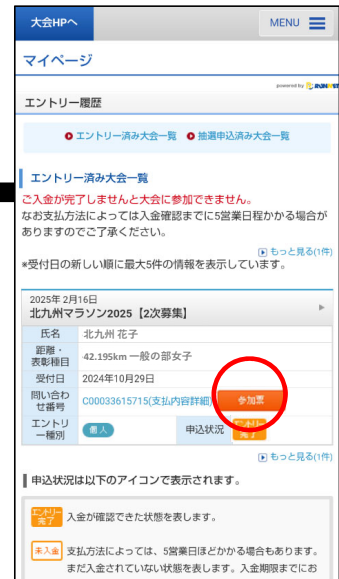 大会HPへ
MENU
マイページ
powered by RUNNET
エントリー履歴
エントリー済み大会一覧 抽選申込済み大会一覧
エントリー済み大会一覧
ご入金が完了しませんと大会に参加できません。
なお支払方法によっては入金確認までに5営業日程かかる場合が
ありますのでご了承ください。
もっと見る(1件)
*受付日の新しい順に最大5件の情報を表示しています。
2025年 2月16日
北九州マラソン2025【2次募集】
氏名 北九州 花子
距離・
表彰種目 42.195km 一般の部女子
受付日 2024年10月29日
問い合わ
せ番号 C00033615715(支払内容詳細) 参加票
エントリ
ー種別 個人 申込状況 エントリー
完了
もっと見る(1件)
申込状況は以下のアイコンで表示されます。
エントリー
完了 入金が確認できた状態を表します。
未入金 支払方法によっては、5営業日ほどかかる場合もあります。
まだ入金されていない状態を表します。入金期限までにお